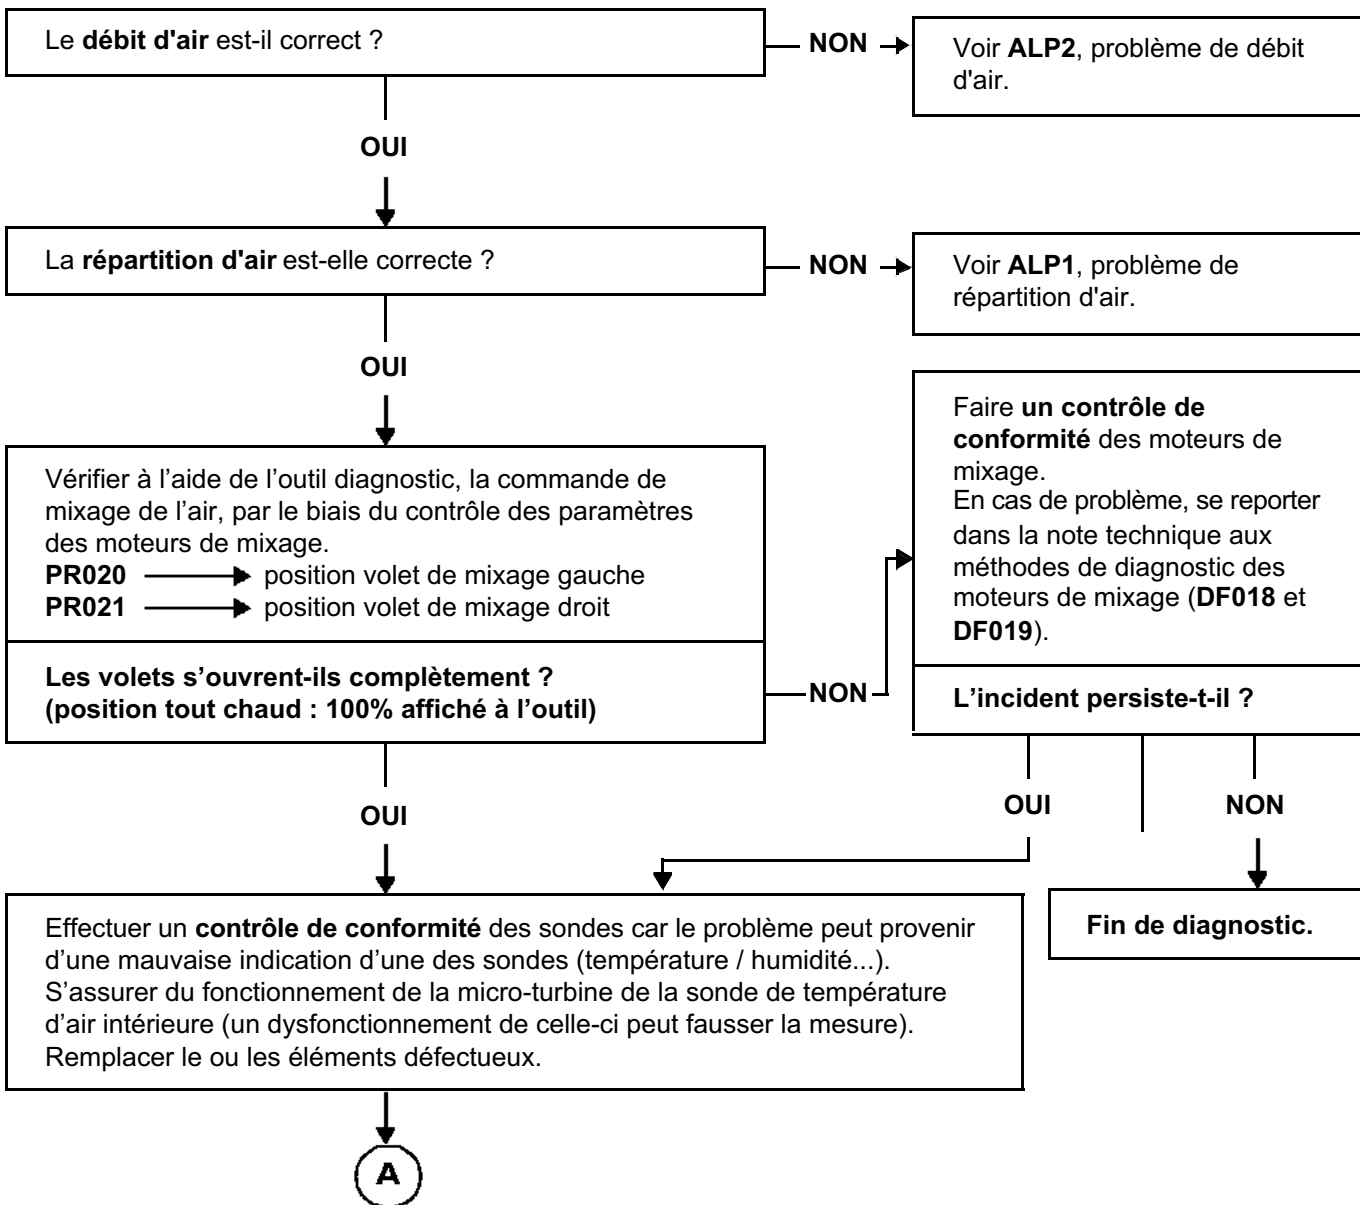 Le débit d'air est-il correct ?
NON
Voir ALP2, problème de débit
d'air.
OUI
La répartition d'air est-elle correcte ?
NON
Voir ALP1, problème de
répartition d'air.
OUI
Vérifier à l’aide de l’outil diagnostic, la commande de
mixage de l’air, par le biais du contrôle des paramètres
des moteurs de mixage.
PR020 position volet de mixage gauche
PR021 position volet de mixage droit
Les volets s’ouvrent-ils complètement ?
(position tout chaud : 100% affiché à l’outil)
NON
Faire un contrôle de
conformité des moteurs de
mixage.
En cas de problème, se reporter
dans la note technique aux
méthodes de diagnostic des
moteurs de mixage (DF018 et
DF019).
L’incident persiste-t-il ?
OUI
NON
OUI
Fin de diagnostic.
Effectuer un contrôle de conformité des sondes car le problème peut provenir
d’une mauvaise indication d’une des sondes (température / humidité...).
S’assurer du fonctionnement de la micro-turbine de la sonde de température
d’air intérieure (un dysfonctionnement de celle-ci peut fausser la mesure).
Remplacer le ou les éléments défectueux.
A